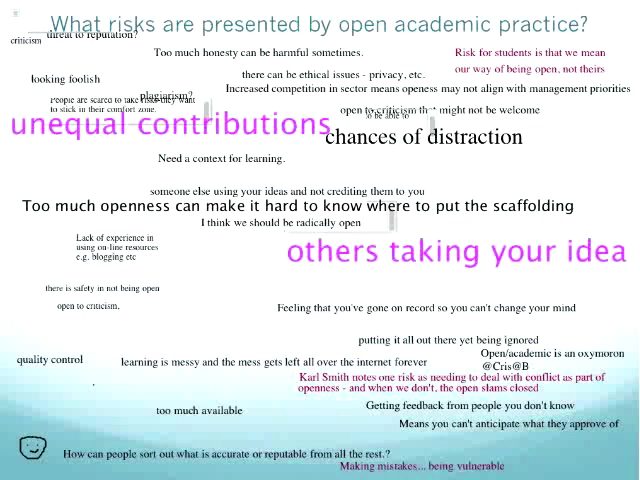 What risks are presented by open academic practice?
threat to reputation?
criticism
Too much honesty can be harmful sometimes.
Risk for students is that we mean
our way of being open, not theirs
looking foolish
there can be ethical issues - privacy, etc.
Increased competition in sector means openess may not align with management priorities
plagiarism?
People are scared to take risks they want
to stick in their comfort zone.
open to criticism that might not be welcome
to be able to
unequal contributions
chances of distraction
Need a context for learning.
someone else using your ideas and not crediting them to you
Too much openness can make it hard to know where to put the scaffolding
I think we should be radically open
Lack of experience in
using on-line resources
e.g. blogging etc
others taking your idea
there is safety in not being open
open to criticism,
Feeling that you've gone on record so you can't change your mind
putting it all out there yet being ignored
Open/academic is an oxymoron
@Cris@B
quality control
learning is messy and the mess gets left all over the internet forever
Karl Smith notes one risk as needing to deal with conflict as part of
openness - and when we don't, the open slams closed
too much available
Getting feedback from people you don't know
Means you can't anticipate what they approve of
How can people sort out what is accurate or reputable from all the rest.?
Making mistakes... being vulnerable